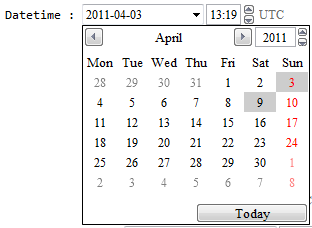 Datetime : 2011-04-03 13:19 UTC
April 2011
Mon Tue Wed Thu Fri Sat Sun
28 29 30 31 1 2 3
4 5 6 7 8 9 10
11 12 13 14 15 16 17
18 19 20 21 22 23 24
25 26 27 28 29 30 1
2 3 4 5 6 7 8
Today